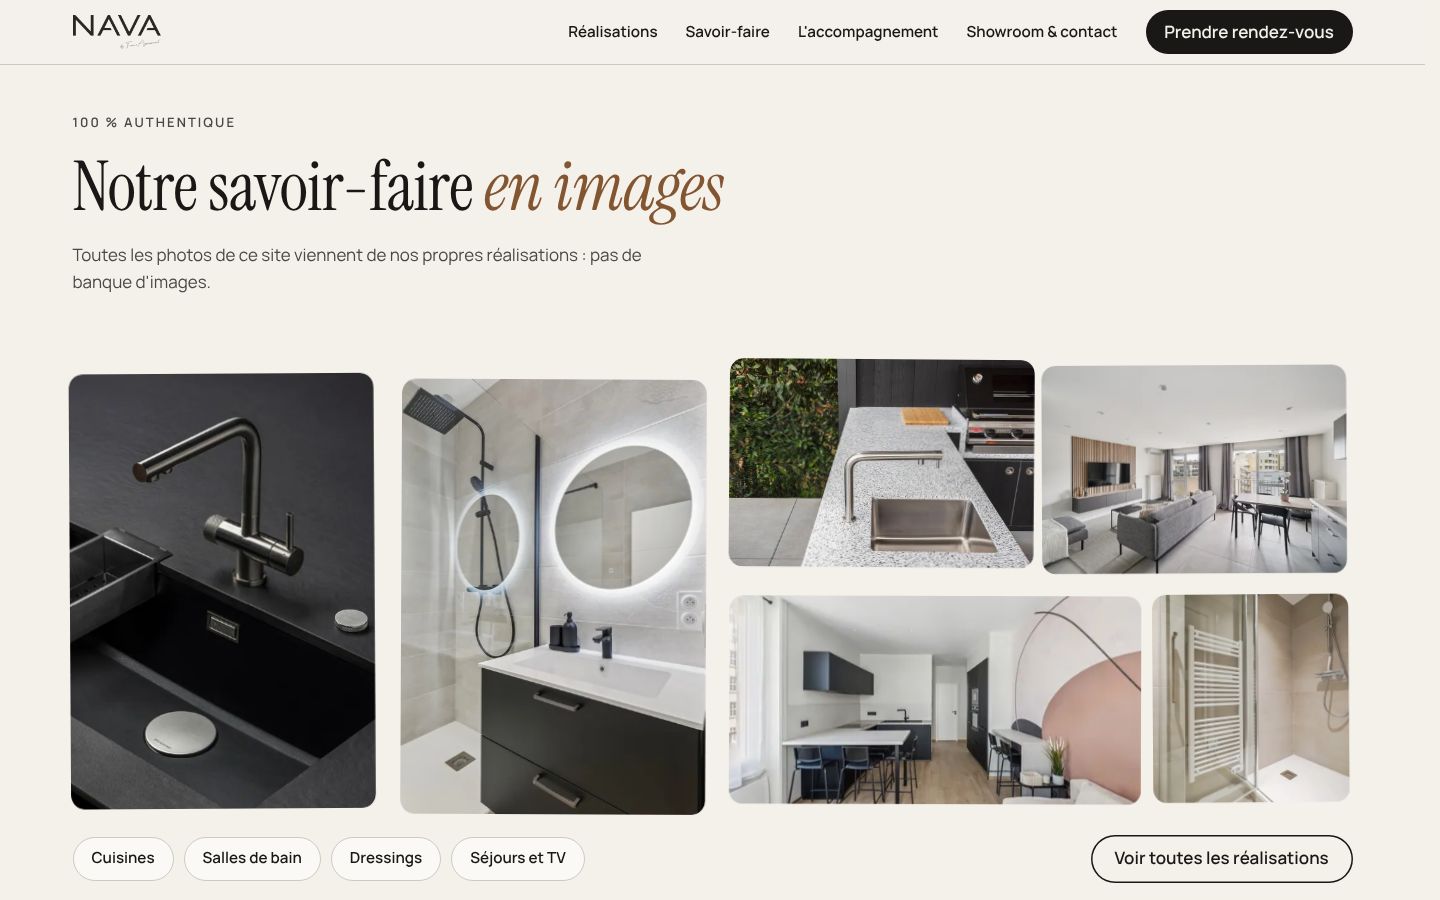 NAVA
Réalisations
Savoir-faire
L'accompagnement
Showroom & contact
Prendre rendez-vous
100 % AUTHENTIQUE
Notre savoir-faire en images
Toutes les photos de ce site viennent de nos propres réalisations : pas de
banque d'images.
Cuisines
Salles de bain
Dressings
Séjours et TV
Voir toutes les réalisations